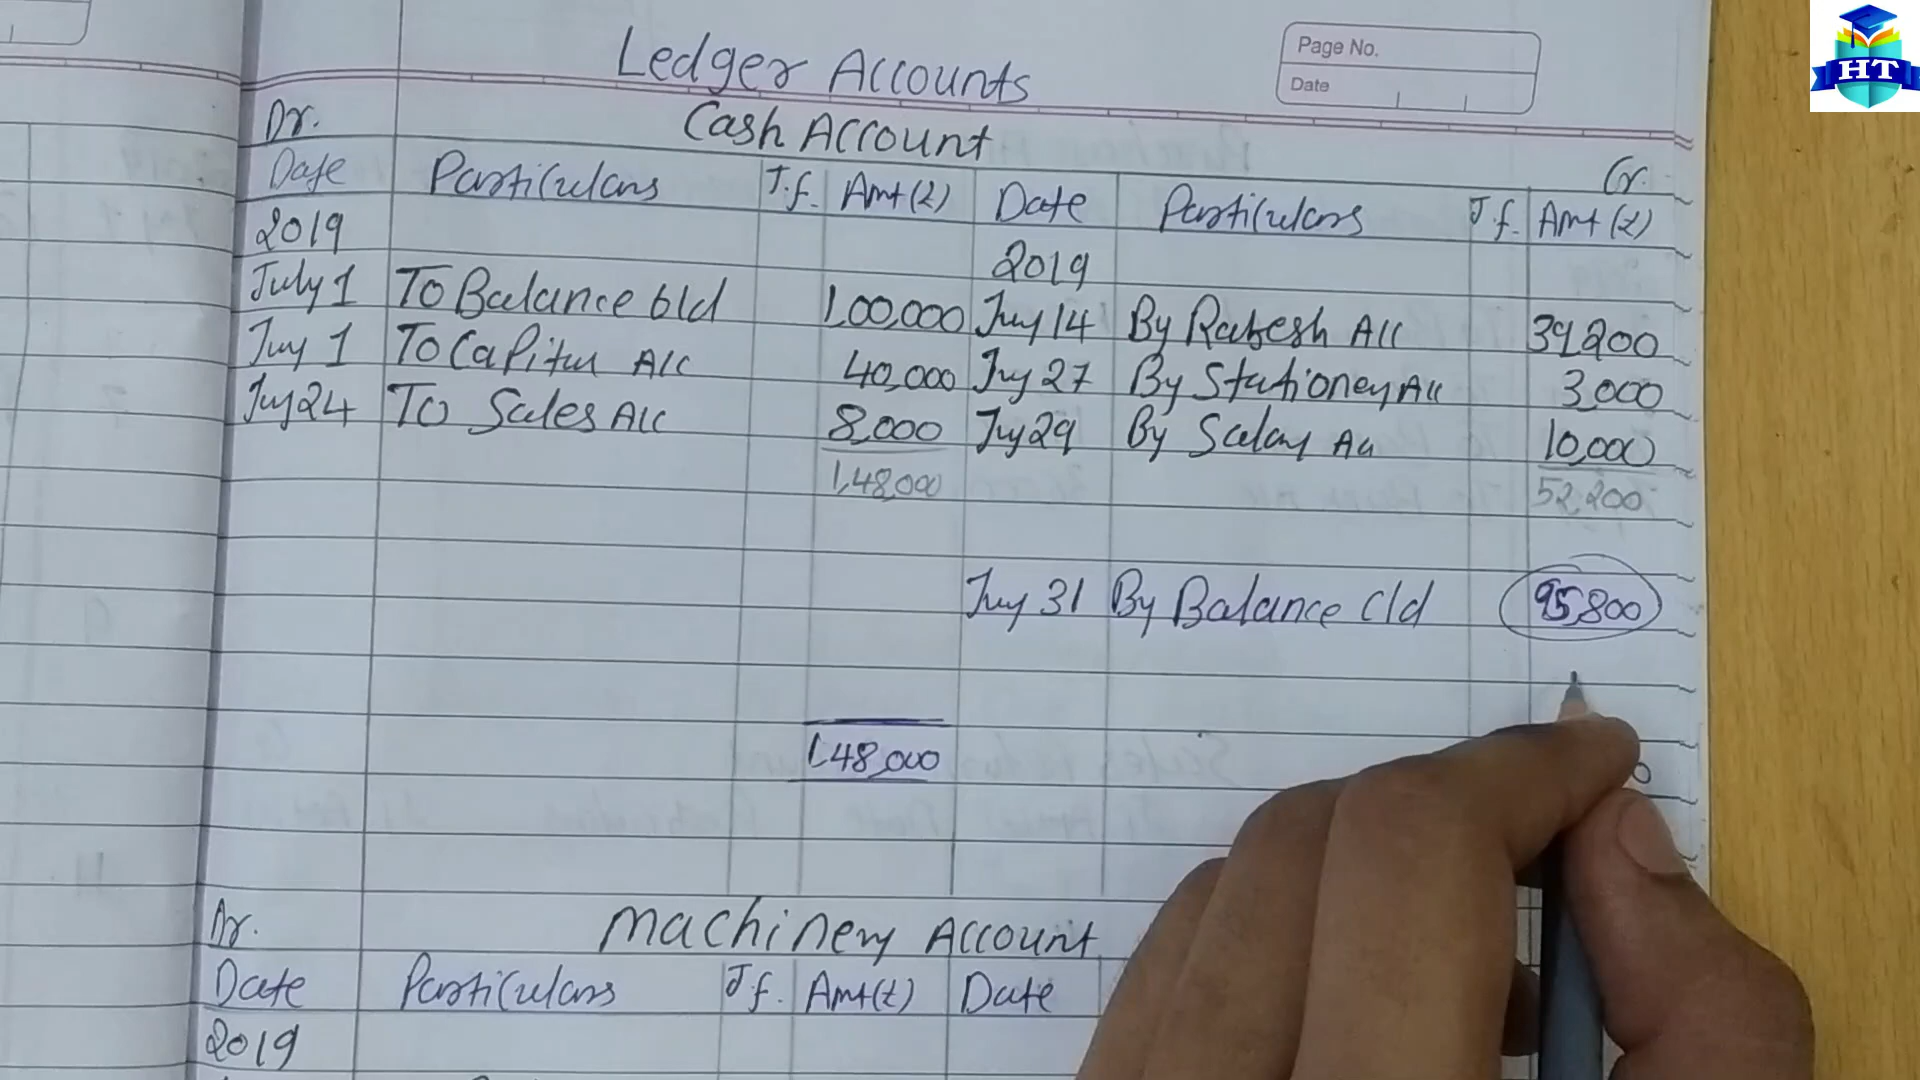 Page No.
Date
HT
Ledger Accounts
Dr. Cash Account Cr.
Date Particulars J.f. Amt(₹) Date Particulars J.f. Amt(₹)
2019 2019
July 1 To Balance b/d 1,00,000 July 14 By Rakesh A/c 39,200
July 1 To Capital A/c 40,000 July 27 By Stationey A/c 3,000
July 24 To Sales A/c 8,000 July 29 By Salary A/c 10,000
1,48,000 52,200
July 31 By Balance c/d 95,800
1,48,000
Dr. Machinery Account
Date Particulars J.f. Amt(₹) Date
2019